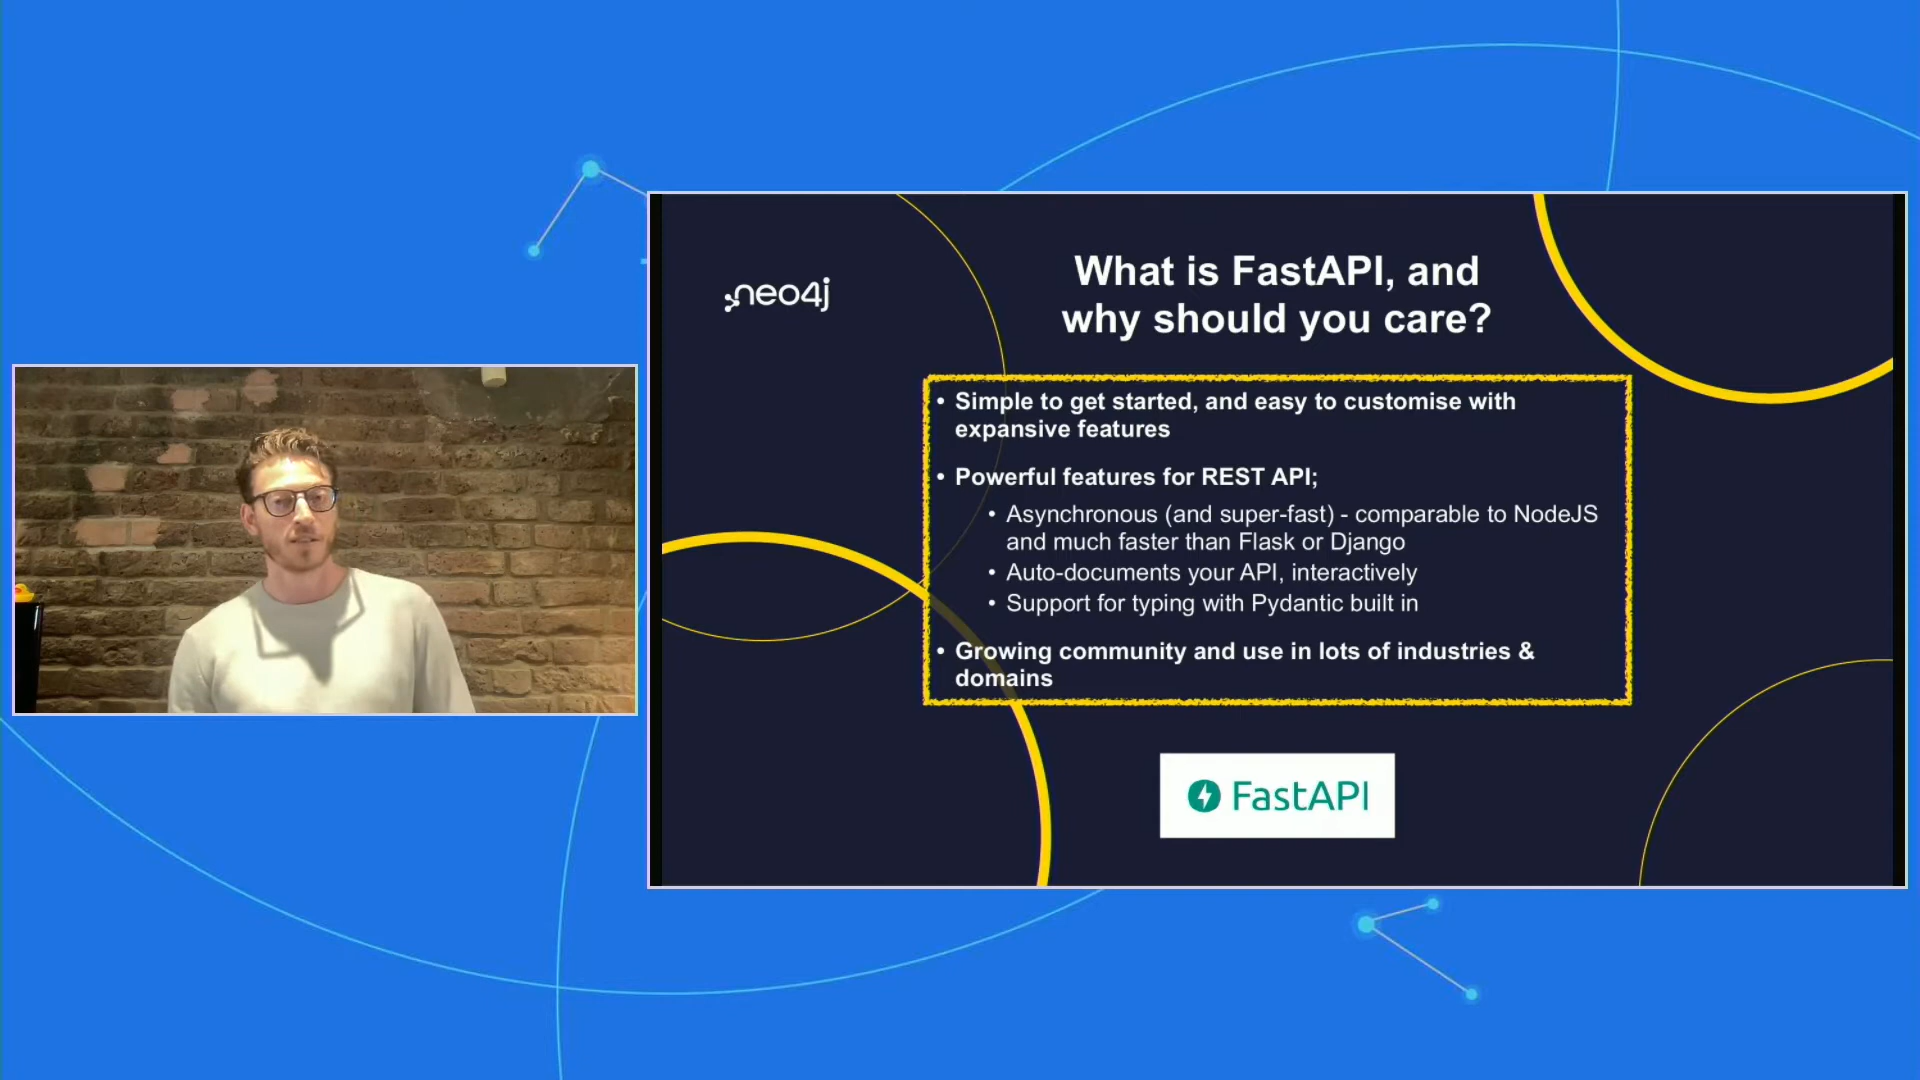 neo4j
What is FastAPI, and
why should you care?
• Simple to get started, and easy to customise with
expansive features
• Powerful features for REST API;
• Asynchronous (and super-fast) - comparable to NodeJS
and much faster than Flask or Django
• Auto-documents your API, interactively
• Support for typing with Pydantic built in
• Growing community and use in lots of industries &
domains
FastAPI